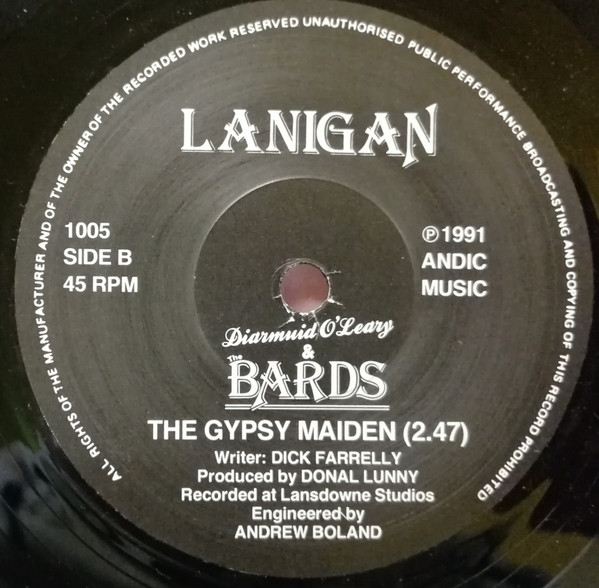 ALL RIGHTS OF THE MANUFACTURER AND OF THE OWNER OF THE RECORDED WORK RESERVED UNAUTHORISED PUBLIC PERFORMANCE BROADCASTING AND COPYING OF THIS RECORD PROHIBITED
LANIGAN
1005
SIDE B
45 RPM
℗1991
ANDIC
MUSIC
Diarmuid O'Leary
&
The BARDS
THE GYPSY MAIDEN (2.47)
Writer: DICK FARRELLY
Produced by DONAL LUNNY
Recorded at Lansdowne Studios
Engineered by
ANDREW BOLAND